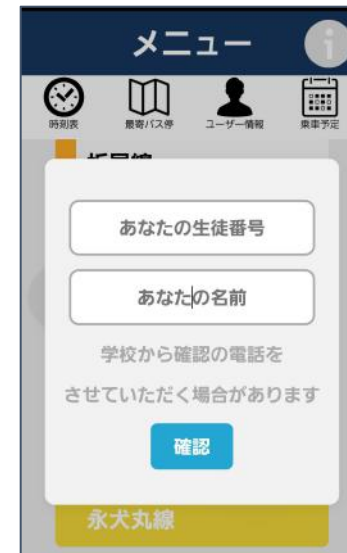 メニュー
時刻表
最寄バス停
ユーザー情報
乗車予定
あなたの生徒番号
あなたの名前
学校から確認の電話を
させていただく場合があります
確認
永犬丸線